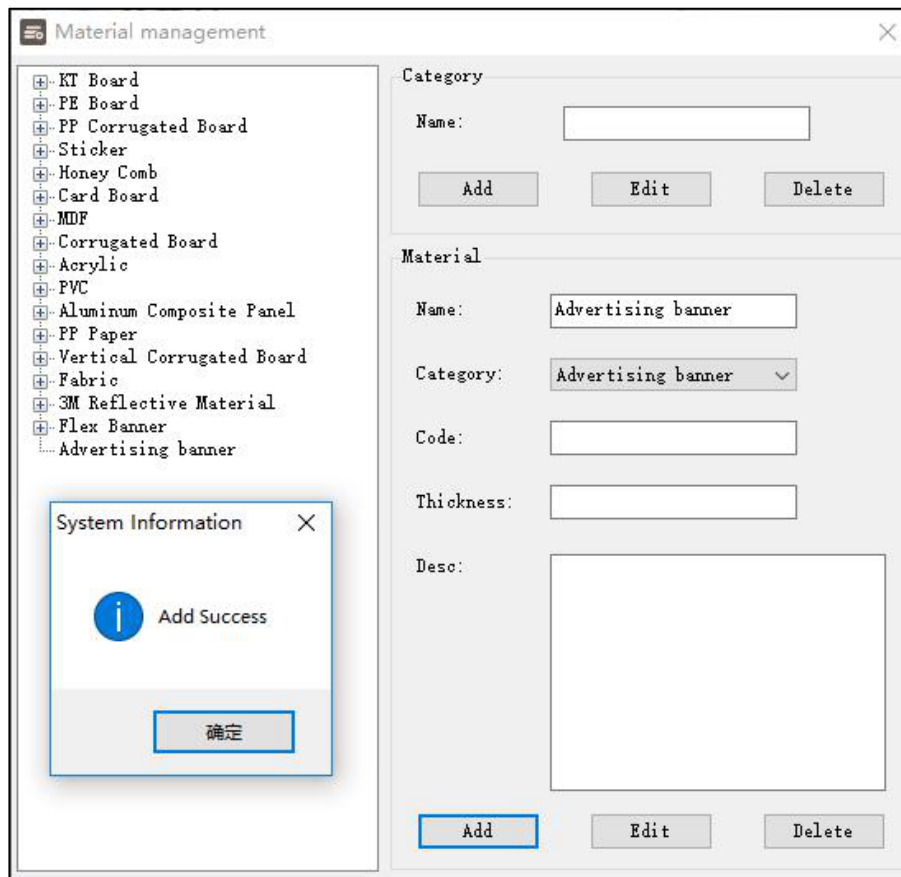 Material management
KT Board
PE Board
PP Corrugated Board
Sticker
Honey Comb
Card Board
MDF
Corrugated Board
Acrylic
PVC
Aluminum Composite Panel
PP Paper
Vertical Corrugated Board
Fabric
3M Reflective Material
Flex Banner
Advertising banner
System Information
Add Success
确定
Category
Name:
Add Edit Delete
Material
Name: Advertising banner
Category: Advertising banner
Code:
Thickness:
Desc:
Add Edit Delete